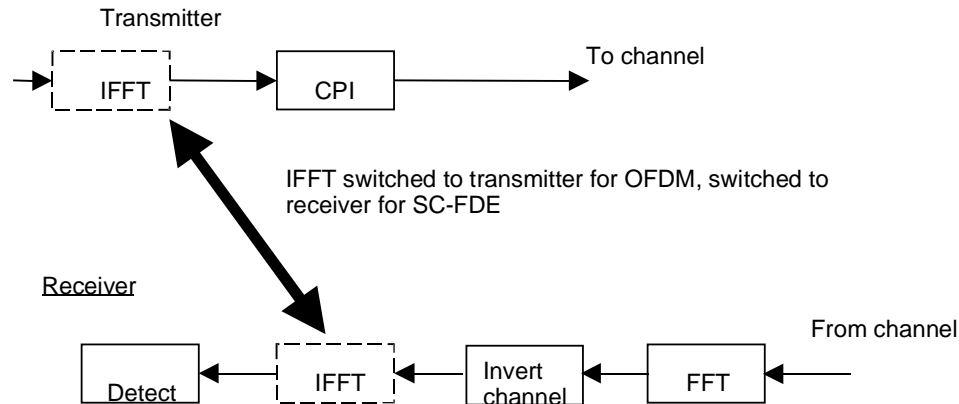 Transmitter
To channel
IFFT
CPI
IFFT switched to transmitter for OFDM, switched to
receiver for SC-FDE
Receiver
From channel
Detect
IFFT
Invert
channel
FFT